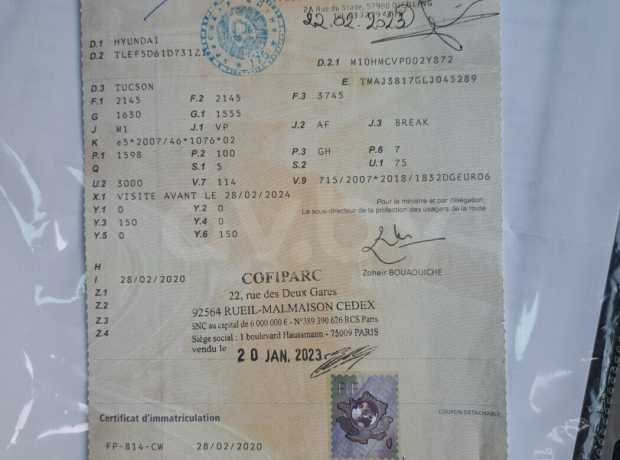 2A Rue du Stade, 57980 DIEBLING
22.02.2023
D.1 HYUNDAI
D.2 TLEF5D61D731Z
D.2.1 M10HMCVP002Y872
D.3 TUCSON
E. TMAJ3817GLJ045289
F.1 2145 F.2 2145 F.3 3745
G 1630 G.1 1555
J M1 J.1 VP J.2 AF J.3 BREAK
K e5*2007/46*1076*02
P.1 1598 P.2 100 P.3 GH P.6 7
Q S.1 5 S.2 U.1 75
U.2 3000 V.7 114 V.9 715/2007*2018/1832DGEURO6
X.1 VISITE AVANT LE 28/02/2024
Y.1 0 Y.2 0
Y.3 150 Y.4 0
Y.5 0 Y.6 150
Pour le ministre et par délégation,
Le sous-directeur de la protection des usagers de la route
Zoheir BOUAOUICHE
H
I 28/02/2020
Z.1
Z.2
Z.3
Z.4
COFIPARC
22, rue des Deux Gares
92564 RUEIL-MALMAISON CEDEX
SNC au capital de 6 000 000 € - N°389 390 626 RCS Paris
Siège social : 1 boulevard Haussmann - 75009 PARIS
vendu le 20 JAN. 2023
Certificat d'immatriculation
COUPON DETACHABLE
FP-814-CW 28/02/2020